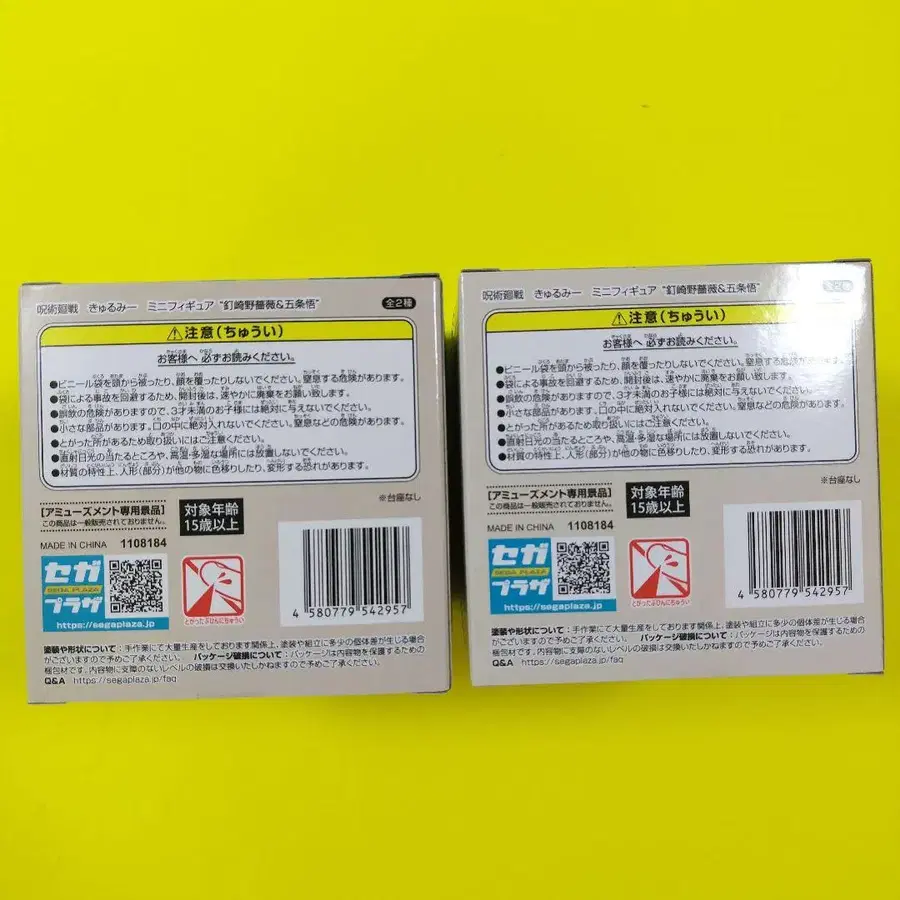 呪術廻戦 きゅるみー ミニフィギュア "釘崎野薔薇&五条悟" 全2種
⚠注意(ちゅうい)
お客様へ 必ずお読みください。
●ビニール袋を頭から被ったり、顔を覆ったりしないでください。窒息する危険があります。
●袋による事故を回避するため、開封後は、速やかに廃棄をお願い致します。
●誤飲の危険がありますので、3才未満のお子様には絶対に与えないでください。
●小さな部品があります。口の中に絶対入れないでください。窒息などの危険があります。
●とがった所があるため取り扱いにはご注意ください。
●直射日光の当たるところや、高温・多湿な場所には放置しないでください。
●材質の特性上、人形(部分)が他の物に色移りしたり、変形する恐れがあります。
※台座なし
【アミューズメント専用景品】
この商品は一般販売されておりません。
対象年齢
15歳以上
MADE IN CHINA 1108184
セガ
SEGA PLAZA
プラザ
https://segaplaza.jp
とがったぶひんにちゅうい
4 580779 542957
塗装や形状について:手作業にて大量生産をしております関係上、塗装や組立に多少の個体差が生じる場合
がございますので予めご了承ください。 パッケージ破損について:パッケージは内容物を保護するための
梱包材です。内容物に支障のないレベルの破損は交換いたしかねますので予めご了承ください。
Q&A https://segaplaza.jp/faq
呪術廻戦 きゅるみー ミニフィギュア "釘崎野薔薇&五条悟" 全2種
⚠注意(ちゅうい)
お客様へ 必ずお読みください。
●ビニール袋を頭から被ったり、顔を覆ったりしないでください。窒息する危険があります。
●袋による事故を回避するため、開封後は、速やかに廃棄をお願い致します。
●誤飲の危険がありますので、3才未満のお子様には絶対に与えないでください。
●小さな部品があります。口の中に絶対入れないでください。窒息などの危険があります。
●とがった所があるため取り扱いにはご注意ください。
●直射日光の当たるところや、高温・多湿な場所には放置しないでください。
●材質の特性上、人形(部分)が他の物に色移りしたり、変形する恐れがあります。
※台座なし
【アミューズメント専用景品】
この商品は一般販売されておりません。
対象年齢
15歳以上
MADE IN CHINA 1108184
セガ
SEGA PLAZA
プラザ
https://segaplaza.jp
とがったぶひんにちゅうい
4 580779 542957
塗装や形状について:手作業にて大量生産をしております関係上、塗装や組立に多少の個体差が生じる場合
がございますので予めご了承ください。 パッケージ破損について:パッケージは内容物を保護するための
梱包材です。内容物に支障のないレベルの破損は交換いたしかねますので予めご了承ください。
Q&A https://segaplaza.jp/faq